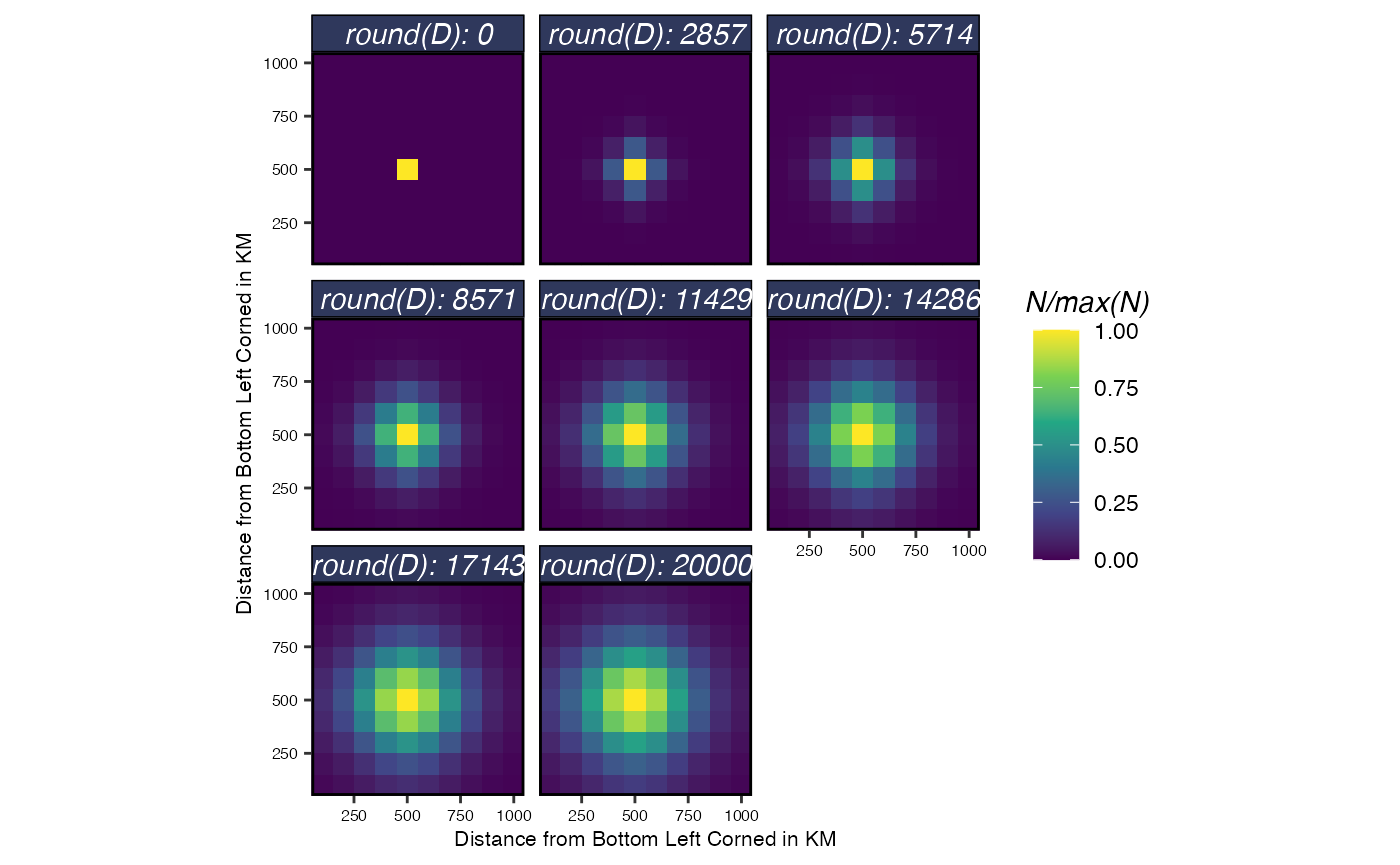 round(D): 0
round(D): 2857
round(D): 5714
1000
750
500
250
round(D): 8571
round(D): 11429
round(D): 14286
1000
750
500
250
250 500 750 1000
round(D): 17143
round(D): 20000
1000
750
500
250
250 500 750 1000
250 500 750 1000
Distance from Bottom Left Corned in KM
Distance from Bottom Left Corned in KM
N/max(N)
1.00
0.75
0.50
0.25
0.00